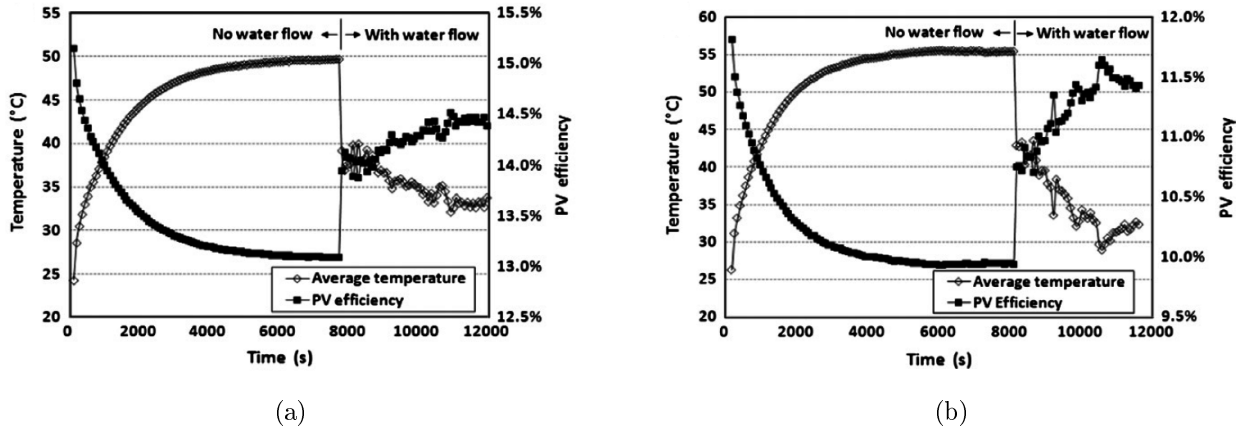 No water flow
With water flow
Temperature (°C)
55
50
45
40
35
30
25
20
15.5%
15.0%
14.5%
14.0%
13.5%
13.0%
12.5%
PV efficiency
Average temperature
PV efficiency
0 2000 4000 6000 8000 10000 12000
Time (s)
(a)
No water flow
With water flow
Temperature (°C)
60
55
50
45
40
35
30
25
20
12.0%
11.5%
11.0%
10.5%
10.0%
9.5%
PV efficiency
Average temperature
PV Efficiency
0 2000 4000 6000 8000 10000 12000
Time (s)
(b)